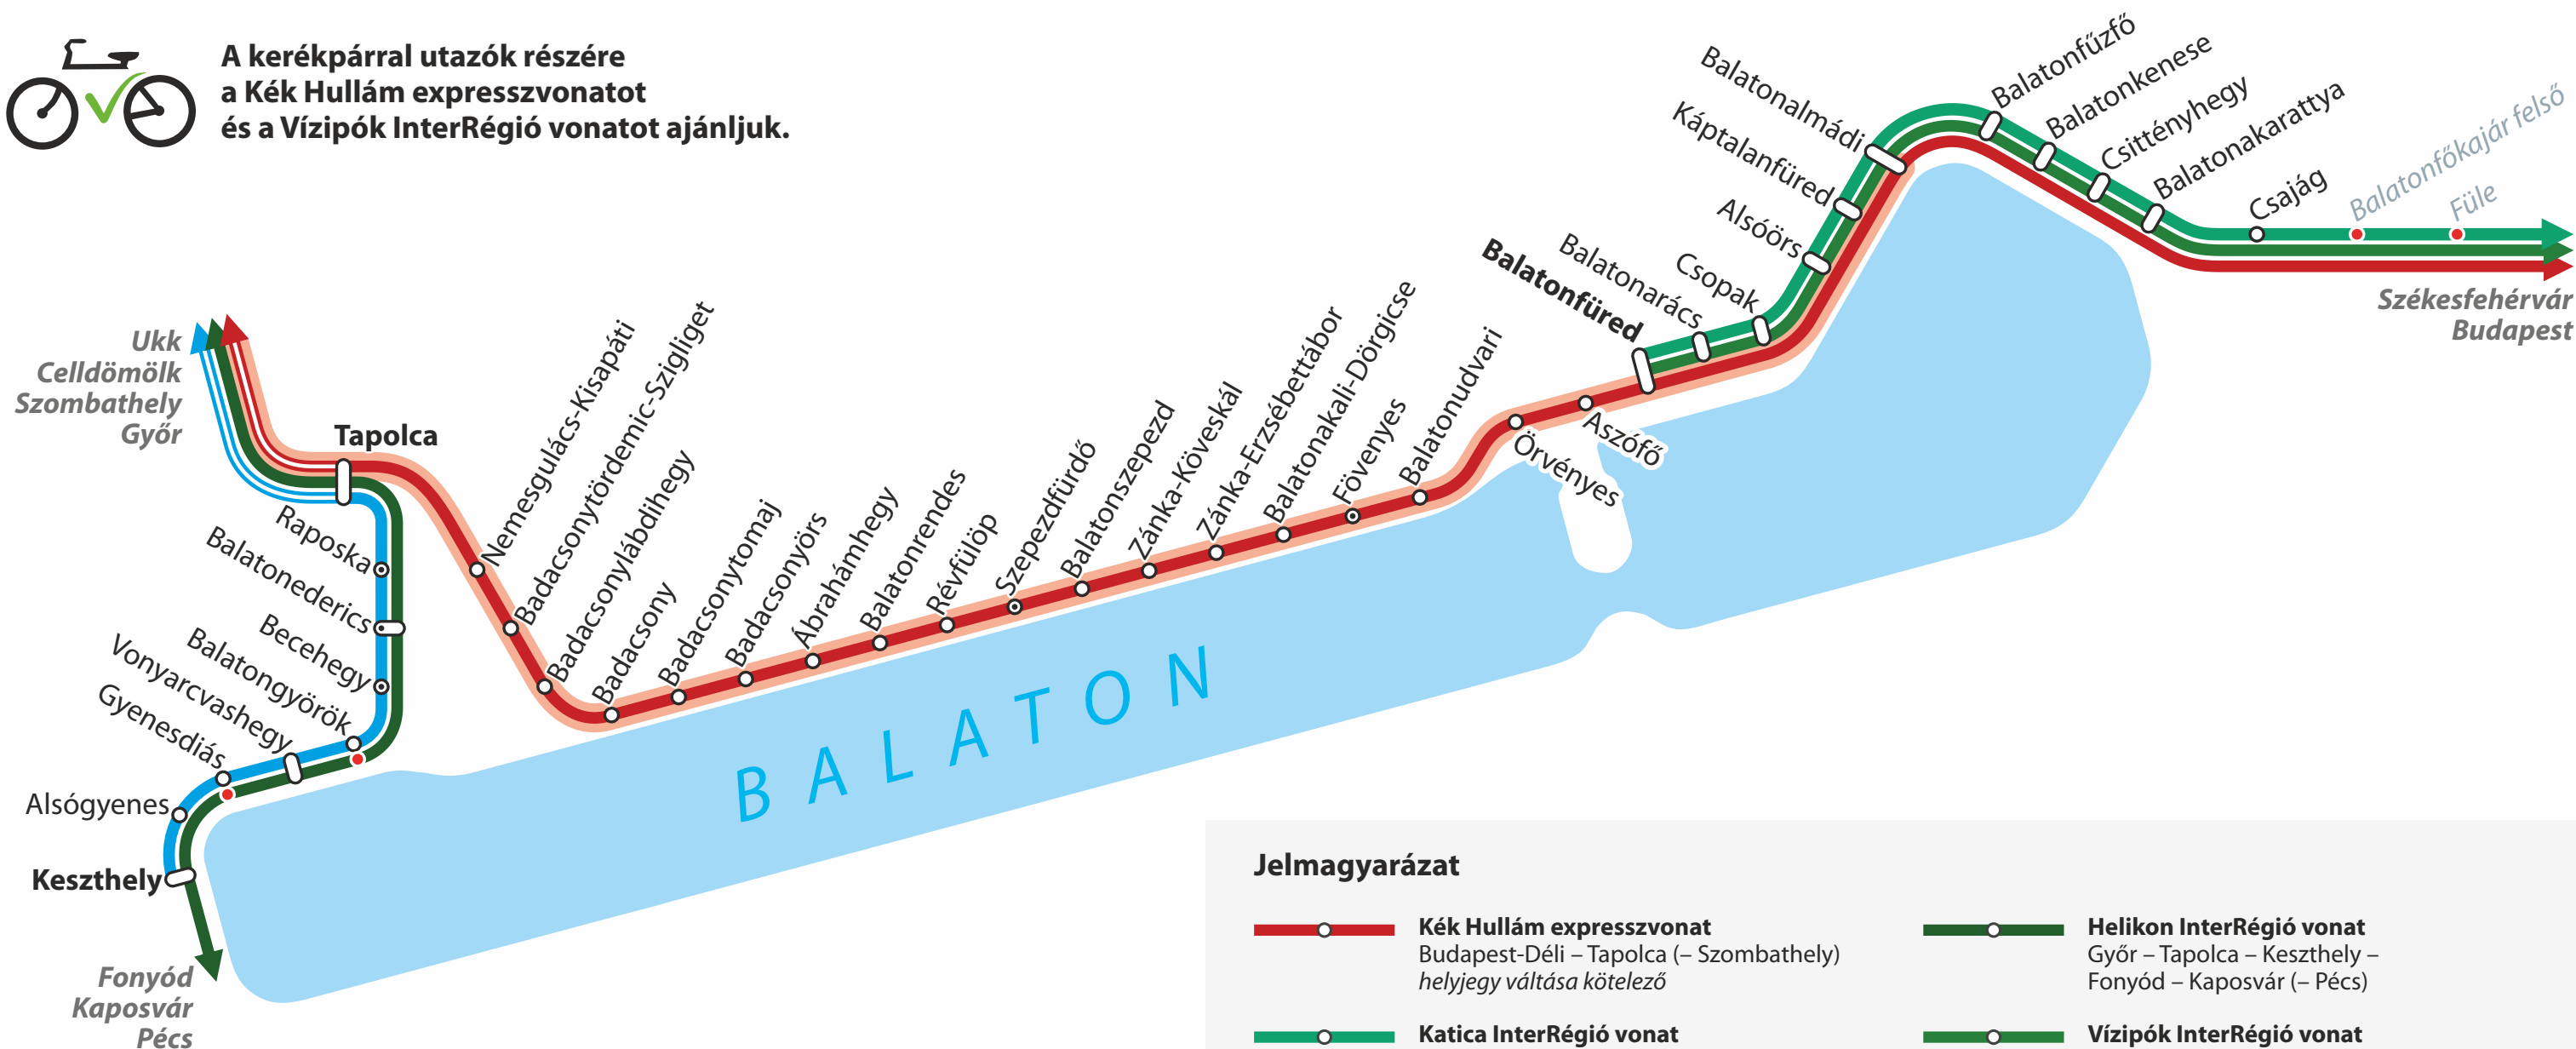 A kerékpárral utazók részére
a Kék Hullám expresszvonatot
és a Vízipók InterRégió vonatot ajánljuk.
Balatonfűzfő
Balatonkenese
Csittényhegy
Balatonakarattya
Csajág
Balatonfőkajár felső
Füle
Székesfehérvár
Budapest
Balatonalmádi
Káptalanfüred
Alsóörs
Csopak
Balatonarács
Balatonfüred
Aszófő
Örvényes
Balatonudvari
Fövenyes
Balatonakali-Dörgicse
Zánka-Erzsébettábor
Zánka-Köveskál
Balatonszepezd
Szepezdfürdő
Révfülöp
Balatonrendes
Ábrahámhegy
Badacsonyörs
Badacsonytomaj
Badacsony
Badacsonylábdihegy
Badacsonytördemic-Szigliget
Nemesgulács-Kisapáti
Ukk
Celldömölk
Szombathely
Győr
Tapolca
Raposka
Balatonederics
Becehegy
Balatongyörök
Vonyarcvashegy
Gyenesdiás
Alsógyenes
Keszthely
Fonyód
Kaposvár
Pécs
BALATON
Jelmagyarázat
Kék Hullám expresszvonat
Budapest-Déli – Tapolca (– Szombathely)
helyjegy váltása kötelező
Helikon InterRégió vonat
Győr – Tapolca – Keszthely –
Fonyód – Kaposvár (– Pécs)
Katica InterRégió vonat
Vízipók InterRégió vonat